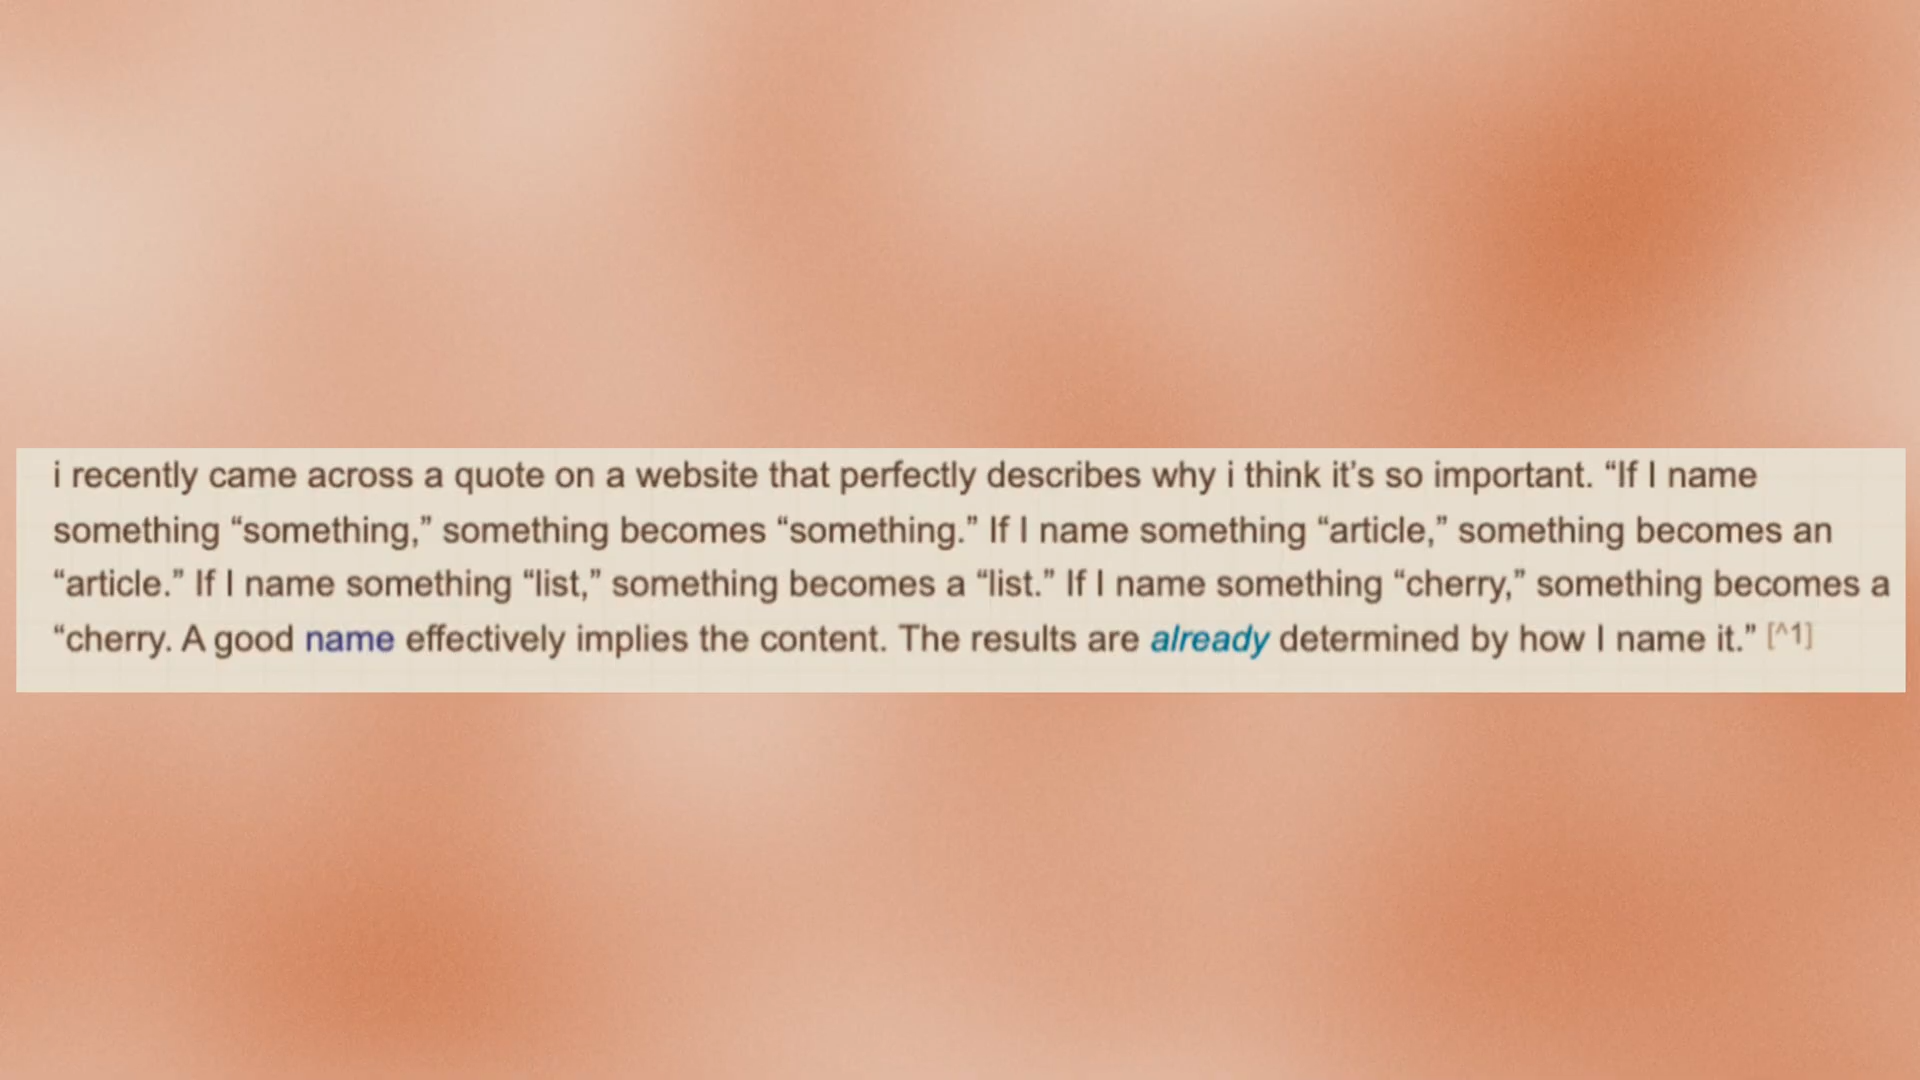 i recently came across a quote on a website that perfectly describes why i think it’s so important. “If I name
something “something,” something becomes “something.” If I name something “article,” something becomes an
“article.” If I name something “list,” something becomes a “list.” If I name something “cherry,” something becomes a
“cherry. A good name effectively implies the content. The results are already determined by how I name it.” [^1]